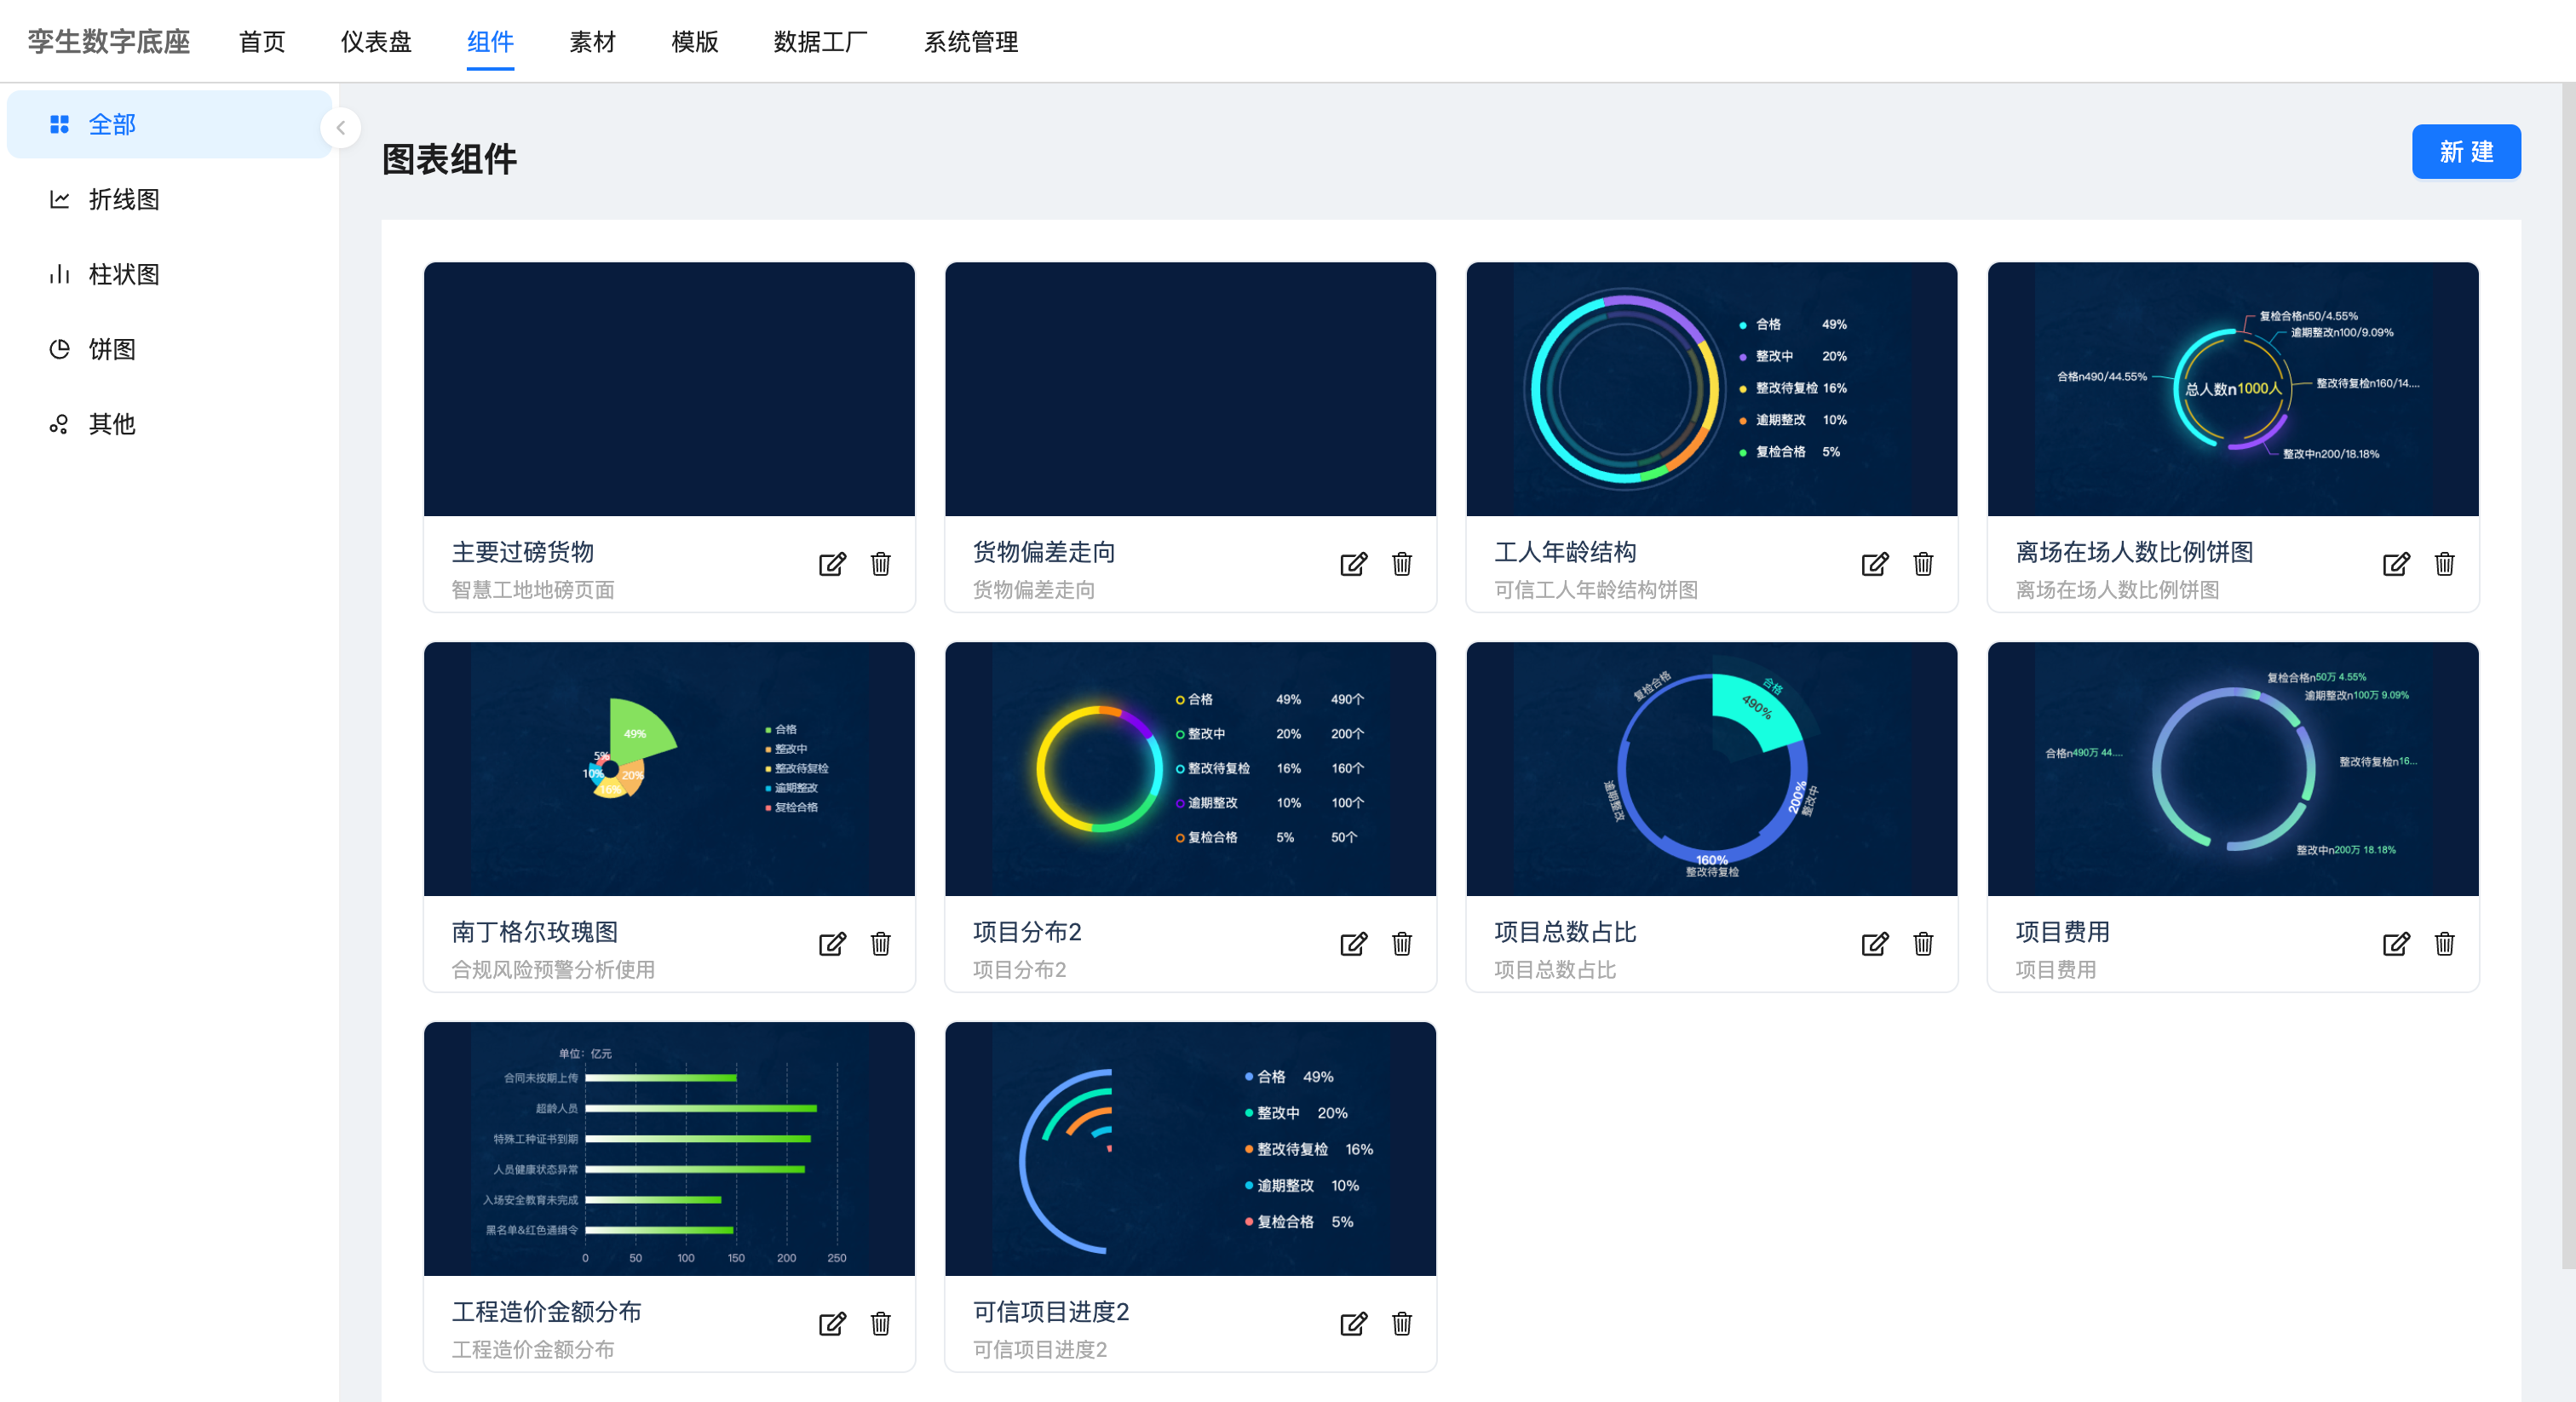 孪生数字底座 首页 仪表盘 组件 素材 模版 数据工厂 系统管理
全部
折线图
柱状图
饼图
其他
图表组件
新 建
主要过磅货物
智慧工地地磅页面
货物偏差走向
货物偏差走向
合格 49%
整改中 20%
整改待复检 16%
逾期整改 10%
复检合格 5%
工人年龄结构
可信工人年龄结构饼图
复检合格n50/4.55%
逾期整改n100/9.09%
合格n490/44.55%
整改待复检n160/14....
总人数n1000人
整改中n200/18.18%
离场在场人数比例饼图
离场在场人数比例饼图
49%
5%
10%
20%
16%
合格
整改中
整改待复检
逾期整改
复检合格
南丁格尔玫瑰图
合规风险预警分析使用
合格 49% 490个
整改中 20% 200个
整改待复检 16% 160个
逾期整改 10% 100个
复检合格 5% 50个
项目分布2
项目分布2
复检合格
合格
490%
逾期整改
200%
整改中
160%
整改待复检
项目总数占比
项目总数占比
复检合格n50万 4.55%
逾期整改n100万 9.09%
合格n490万 44....
整改待复检n16...
整改中n200万 18.18%
项目费用
项目费用
单位：亿元
合同未按期上传
超龄人员
特殊工种证书到期
人员健康状态异常
入场安全教育未完成
黑名单&红色通缉令
0 50 100 150 200 250
工程造价金额分布
工程造价金额分布
合格 49%
整改中 20%
整改待复检 16%
逾期整改 10%
复检合格 5%
可信项目进度2
可信项目进度2